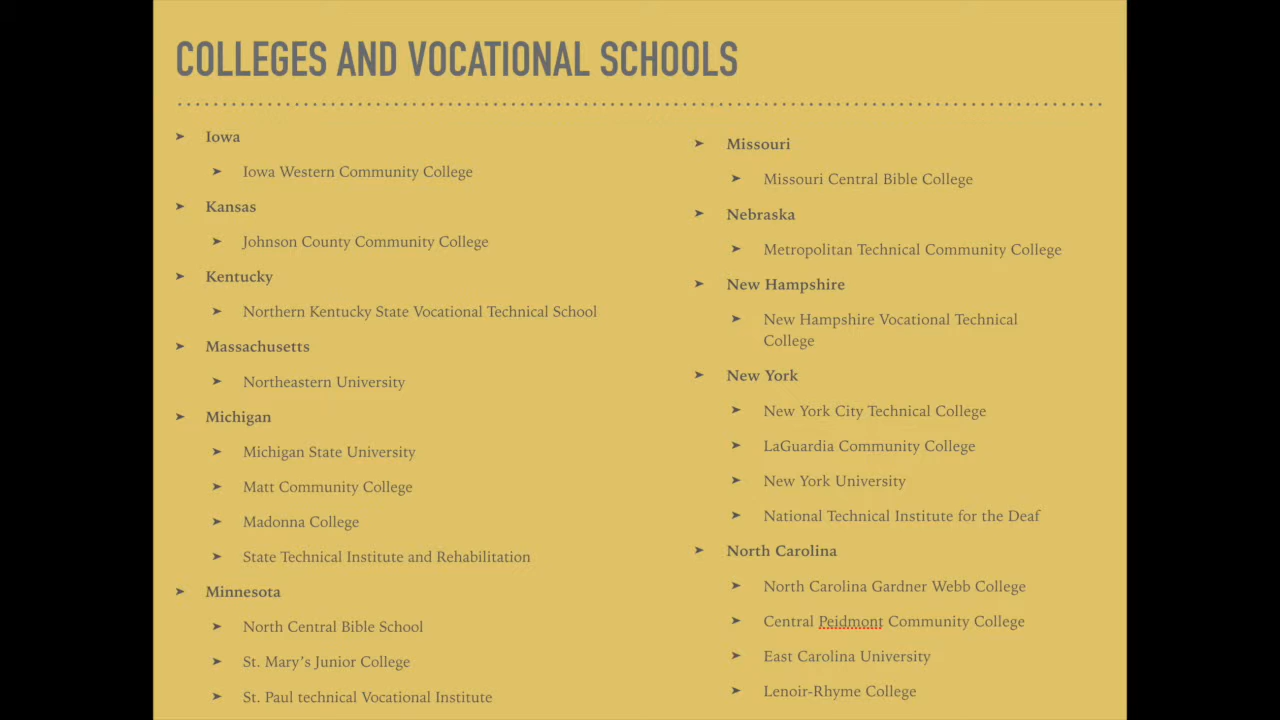 COLLEGES AND VOCATIONAL SCHOOLS
➤ Iowa
➤ Iowa Western Community College
➤ Kansas
➤ Johnson County Community College
➤ Kentucky
➤ Northern Kentucky State Vocational Technical School
➤ Massachusetts
➤ Northeastern University
➤ Michigan
➤ Michigan State University
➤ Matt Community College
➤ Madonna College
➤ State Technical Institute and Rehabilitation
➤ Minnesota
➤ North Central Bible School
➤ St. Mary’s Junior College
➤ St. Paul technical Vocational Institute
➤ Missouri
➤ Missouri Central Bible College
➤ Nebraska
➤ Metropolitan Technical Community College
➤ New Hampshire
➤ New Hampshire Vocational Technical
College
➤ New York
➤ New York City Technical College
➤ LaGuardia Community College
➤ New York University
➤ National Technical Institute for the Deaf
➤ North Carolina
➤ North Carolina Gardner Webb College
➤ Central Peidmont Community College
➤ East Carolina University
➤ Lenoir-Rhyme College